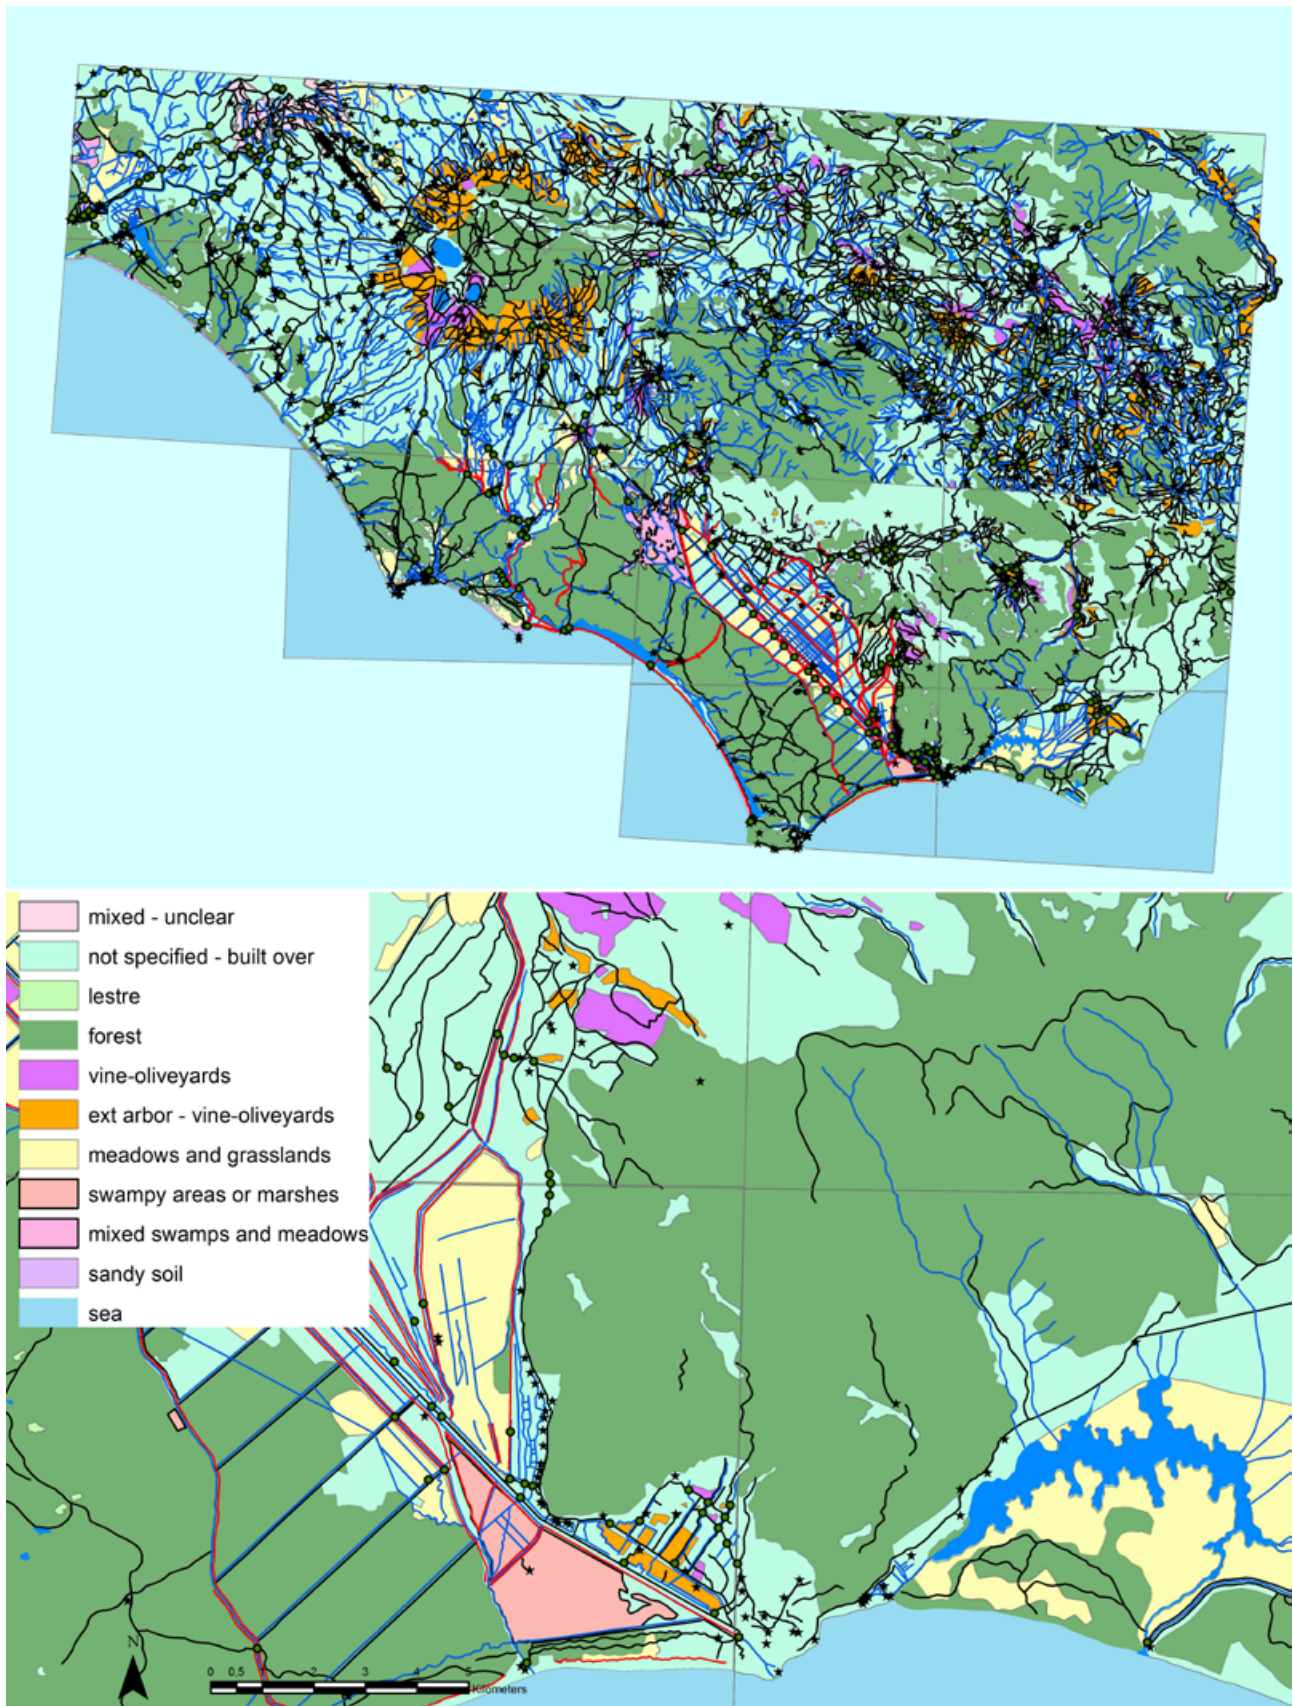 mixed - unclear
not specified - built over
lestre
forest
vine-oliveyards
ext arbor - vine-oliveyards
meadows and grasslands
swampy areas or marshes
mixed swamps and meadows
sandy soil
sea
N
0 0,5 1 2 3 4 5
Kilometers